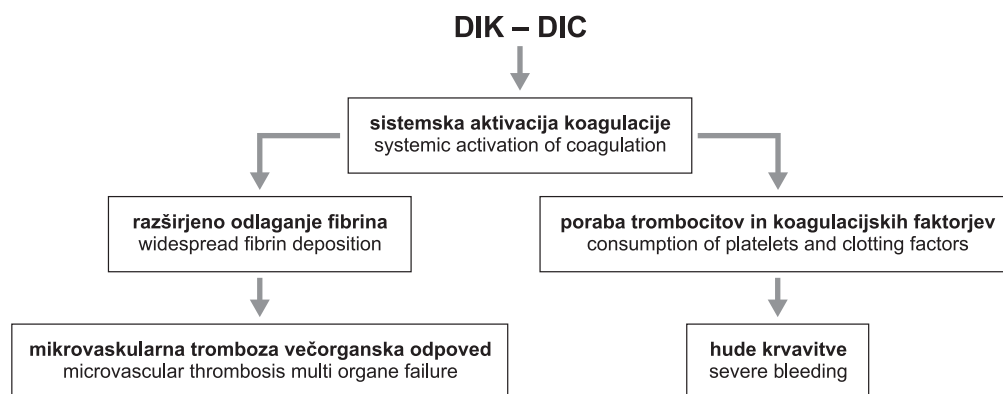 DIK – DIC
sistemska aktivacija koagulacije
systemic activation of coagulation
razširjeno odlaganje fibrina
widespread fibrin deposition
poraba trombocitov in koagulacijskih faktorjev
consumption of platelets and clotting factors
mikrovaskularna tromboza večorganska odpoved
microvascular thrombosis multi organe failure
hude krvavitve
severe bleeding